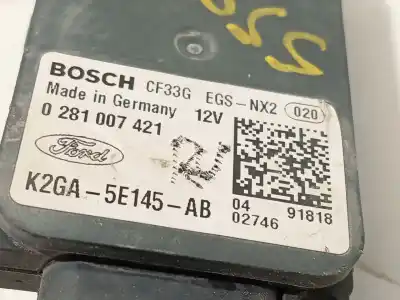 BOSCH CF33G EGS-NX2 020
Made in Germany 12V
0 281 007 421
Ford
K2GA-5E145-AB
04 91818
02746